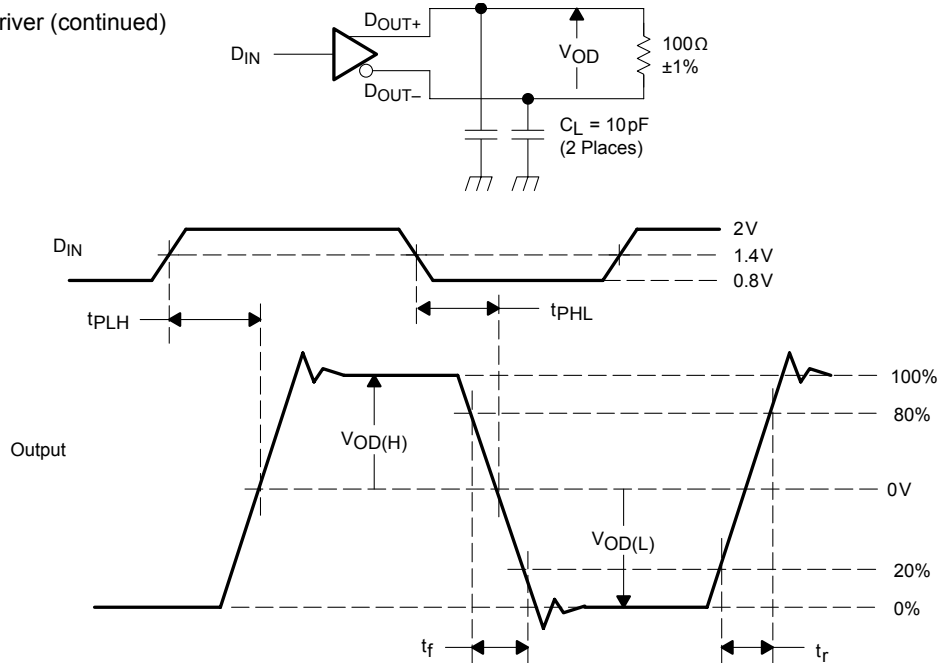 river (continued)
DOUT+
DIN
VOD
100Ω
±1%
DOUT–
CL = 10pF
(2 Places)
DIN
2V
1.4V
0.8V
tPLH
tPHL
100%
80%
VOD(H)
Output
0V
VOD(L)
20%
0%
tf
tr